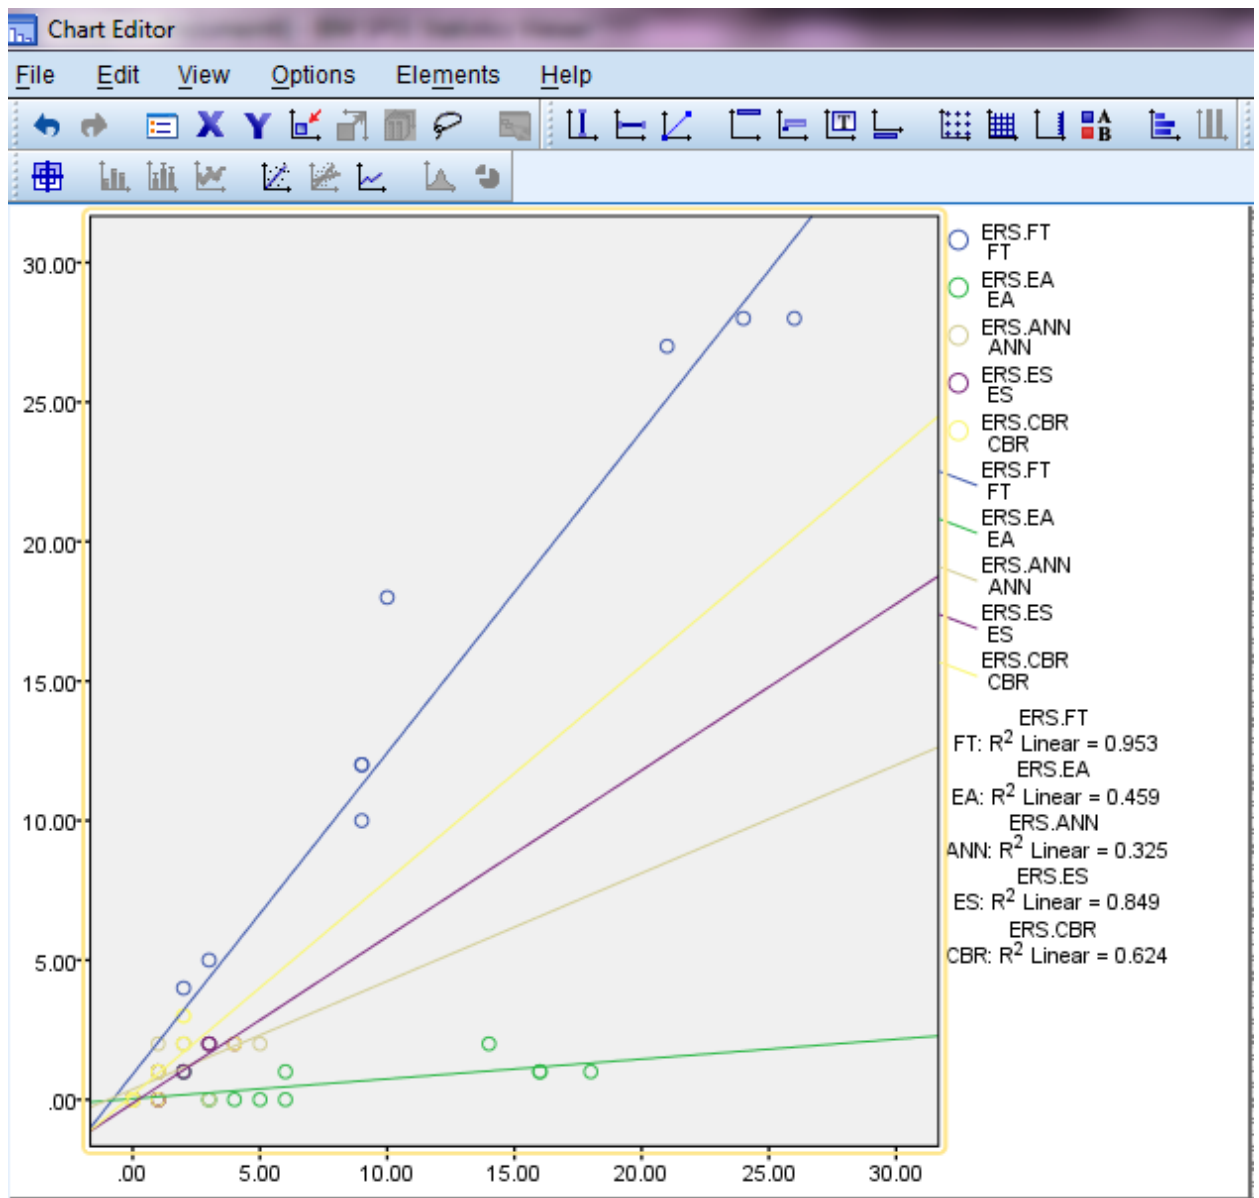 Chart Editor
File Edit View Options Elements Help
30.00
25.00
20.00
15.00
10.00
5.00
.00
.00 5.00 10.00 15.00 20.00 25.00 30.00
ERS.FT
FT
ERS.EA
EA
ERS.ANN
ANN
ERS.ES
ES
ERS.CBR
CBR
ERS.FT
FT
ERS.EA
EA
ERS.ANN
ANN
ERS.ES
ES
ERS.CBR
CBR
ERS.FT
FT: R² Linear = 0.953
ERS.EA
EA: R² Linear = 0.459
ERS.ANN
ANN: R² Linear = 0.325
ERS.ES
ES: R² Linear = 0.849
ERS.CBR
CBR: R² Linear = 0.624